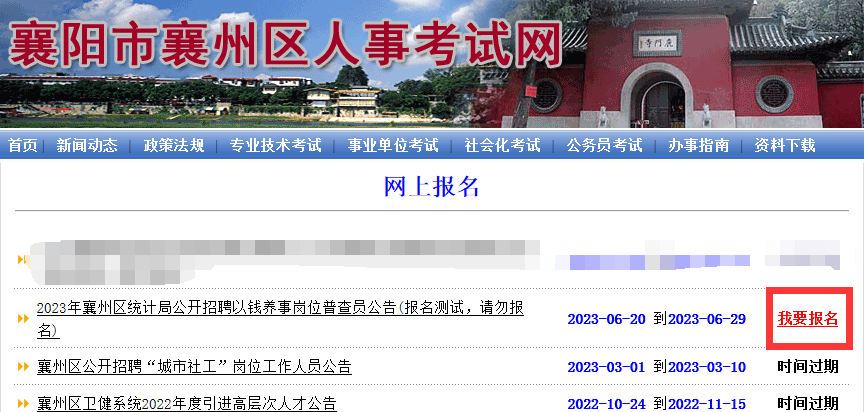 襄阳市襄州区人事考试网
鹿門寺
首页 | 新闻动态 | 政策法规 | 专业技术考试 | 事业单位考试 | 社会化考试 | 公务员考试 | 办事指南 | 资料下载
网上报名
2023年襄州区统计局公开招聘以钱养事岗位普查员公告(报名测试，请勿报
名) 2023-06-20 到2023-06-29 我要报名
襄州区公开招聘“城市社工”岗位工作人员公告 2023-03-01 到2023-03-10 时间过期
襄州区卫健系统2022年度引进高层次人才公告 2022-10-24 到2022-11-15 时间过期